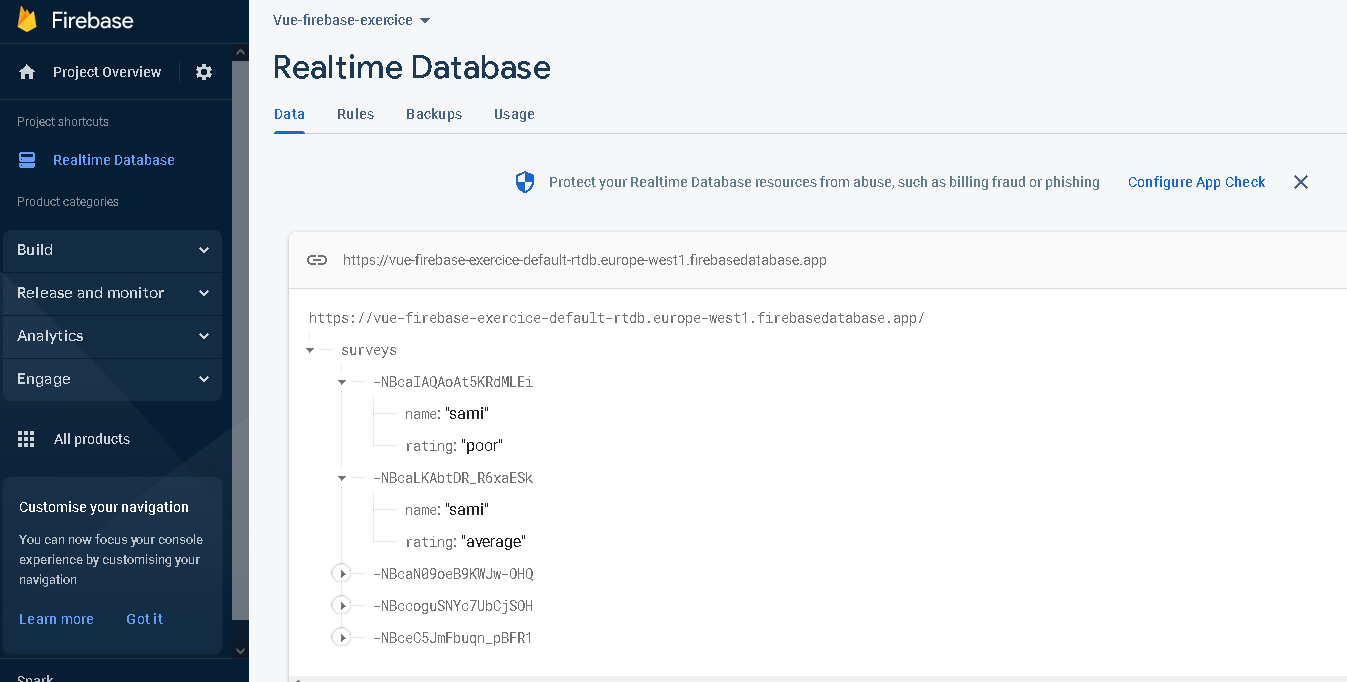 Firebase
Project Overview
Project shortcuts
Realtime Database
Product categories
Build
Release and monitor
Analytics
Engage
All products
Customise your navigation
You can now focus your console
experience by customising your
navigation
Learn more Got it
Spark
Vue-firebase-exercice
Realtime Database
Data Rules Backups Usage
Protect your Realtime Database resources from abuse, such as billing fraud or phishing Configure App Check
https://vue-firebase-exercice-default-rtdb.europe-west1.firebasedatabase.app
https://vue-firebase-exercice-default-rtdb.europe-west1.firebasedatabase.app/
surveys
-NBcaIAQAoAt5KRdMLEi
name: "sami"
rating: "poor"
-NBcaLKAbtDR_R6xaESk
name: "sami"
rating: "average"
-NBcaN09oeB9KWJw-OHQ
-NBccoguSNYc7UbCjSOH
-NBceC5JmFbuqn_pBFR1